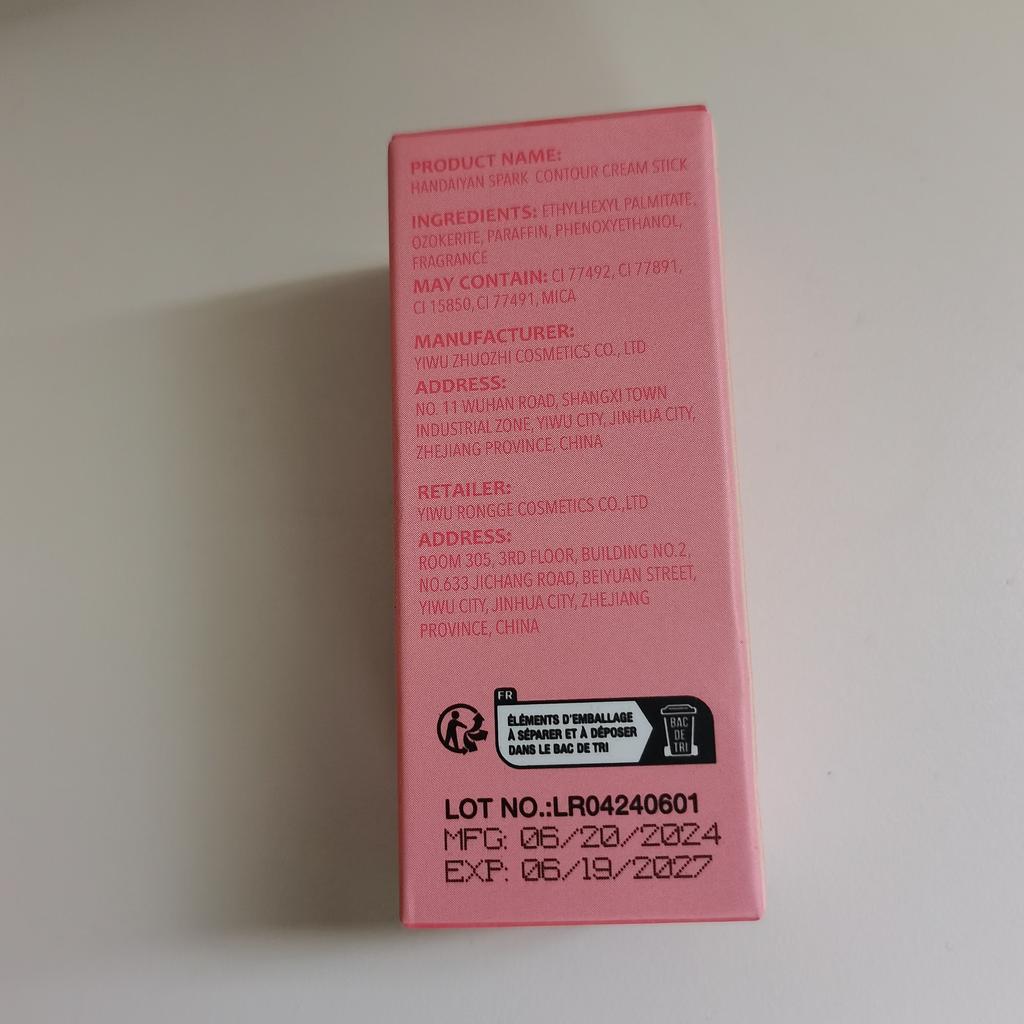 PRODUCT NAME:
HANDAIYAN SPARK CONTOUR CREAM STICK
INGREDIENTS: ETHYLHEXYL PALMITATE,
OZOKERITE, PARAFFIN, PHENOXYETHANOL,
FRAGRANCE
MAY CONTAIN: CI 77492, CI 77891,
CI 15850, CI 77491, MICA
MANUFACTURER:
YIWU ZHUOZHI COSMETICS CO., LTD
ADDRESS:
NO. 11 WUHAN ROAD, SHANGXI TOWN
INDUSTRIAL ZONE, YIWU CITY, JINHUA CITY,
ZHEJIANG PROVINCE, CHINA
RETAILER:
YIWU RONGGE COSMETICS CO.,LTD
ADDRESS:
ROOM 305, 3RD FLOOR, BUILDING NO.2,
NO.633 JICHANG ROAD, BEIYUAN STREET,
YIWU CITY, JINHUA CITY, ZHEJIANG
PROVINCE, CHINA
FR
ÉLÉMENTS D'EMBALLAGE
À SÉPARER ET À DÉPOSER
DANS LE BAC DE TRI
BAC
DE
TRI
LOT NO.:LR04240601
MFG: 06/20/2024
EXP: 06/19/2027